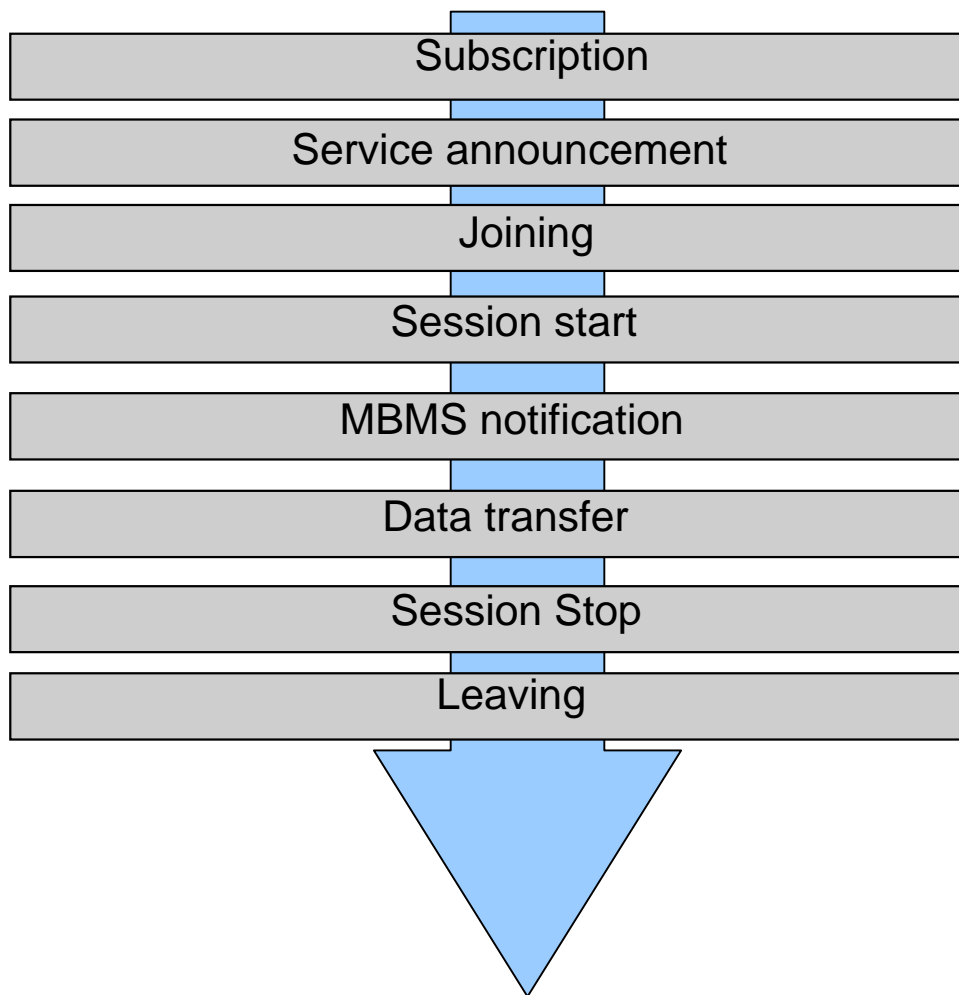 Subscription
Service announcement
Joining
Session start
MBMS notification
Data transfer
Session Stop
Leaving